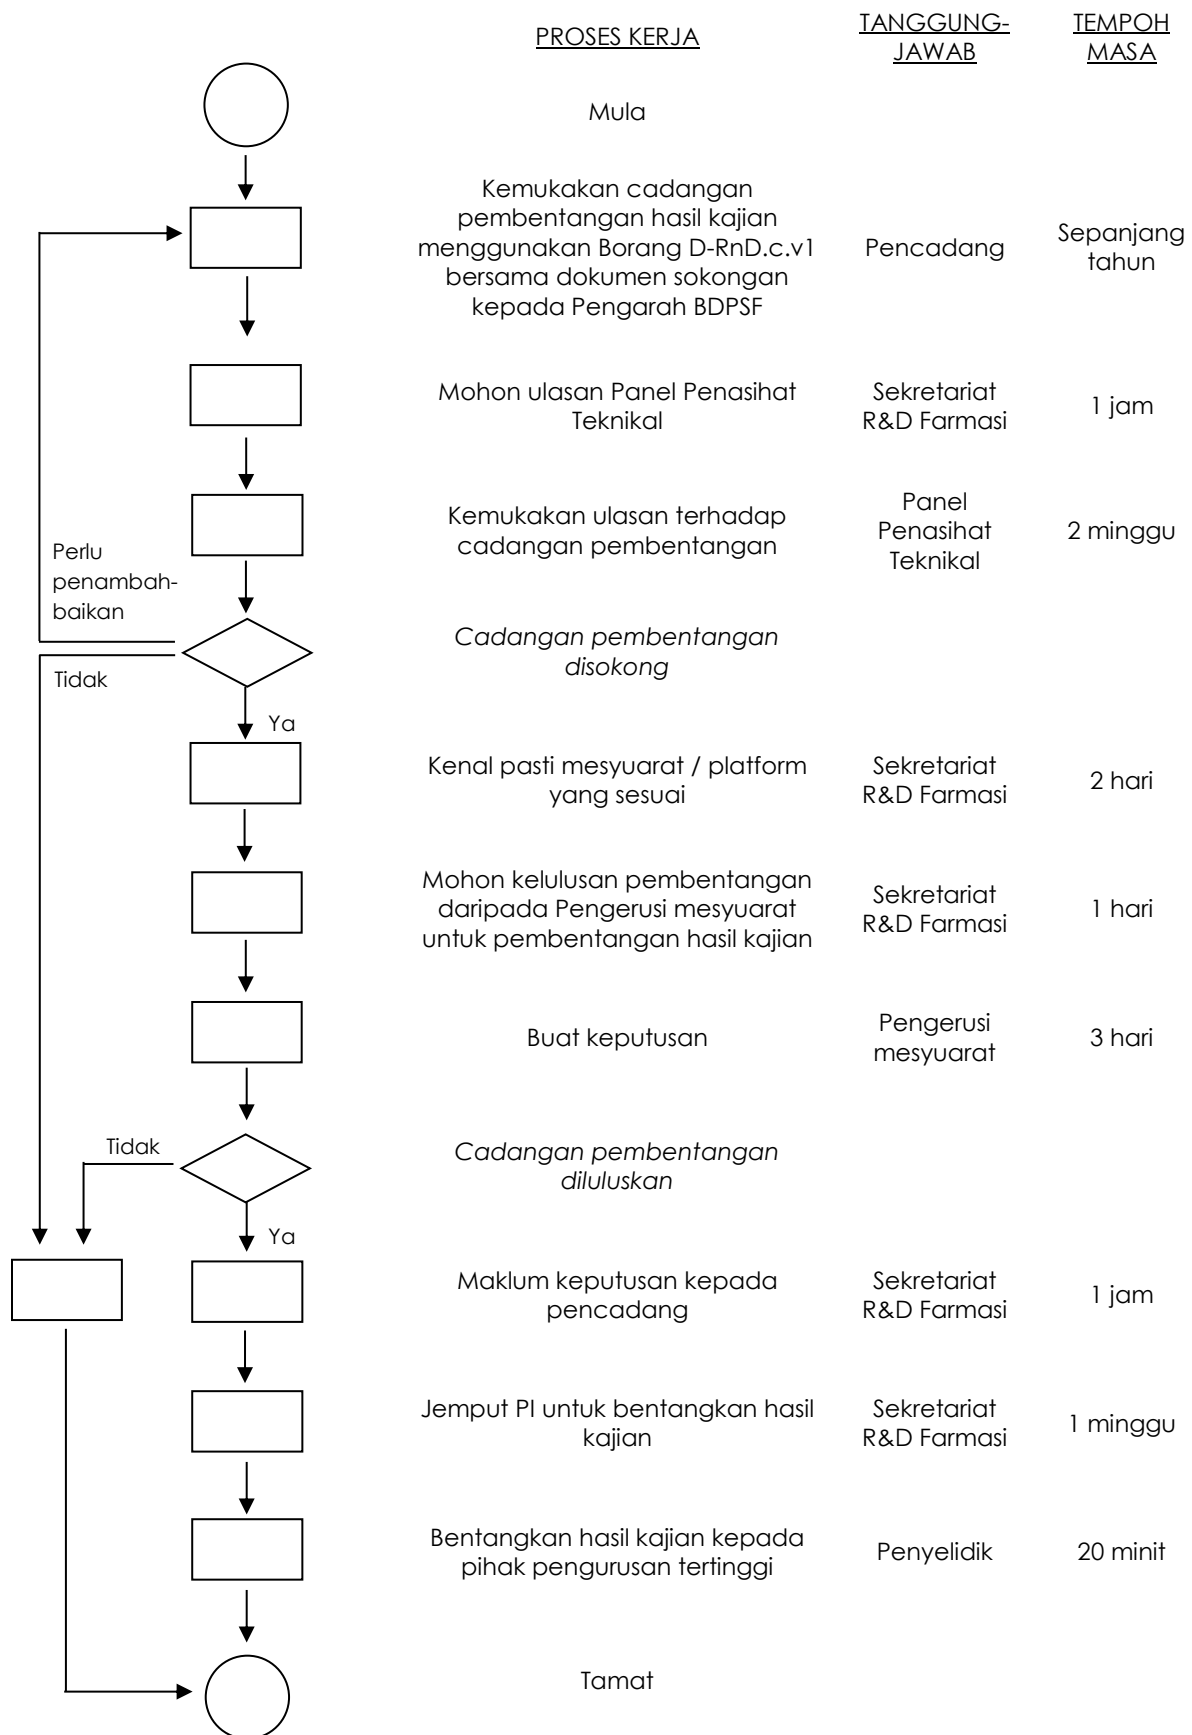 PROSES KERJA
TANGGUNG-
JAWAB
TEMPOH
MASA
Mula
Kemukakan cadangan
pembentangan hasil kajian
menggunakan Borang D-RnD.c.v1
bersama dokumen sokongan
kepada Pengarah BDPSF
Pencadang
Sepanjang
tahun
Mohon ulasan Panel Penasihat
Teknikal
Sekretariat
R&D Farmasi
1 jam
Kemukakan ulasan terhadap
cadangan pembentangan
Panel
Penasihat
Teknikal
2 minggu
Perlu
penambah-
baikan
Cadangan pembentangan
disokong
Tidak
Ya
Kenal pasti mesyuarat / platform
yang sesuai
Sekretariat
R&D Farmasi
2 hari
Mohon kelulusan pembentangan
daripada Pengerusi mesyuarat
untuk pembentangan hasil kajian
Sekretariat
R&D Farmasi
1 hari
Buat keputusan
Pengerusi
mesyuarat
3 hari
Tidak
Cadangan pembentangan
diluluskan
Ya
Maklum keputusan kepada
pencadang
Sekretariat
R&D Farmasi
1 jam
Jemput PI untuk bentangkan hasil
kajian
Sekretariat
R&D Farmasi
1 minggu
Bentangkan hasil kajian kepada
pihak pengurusan tertinggi
Penyelidik
20 minit
Tamat